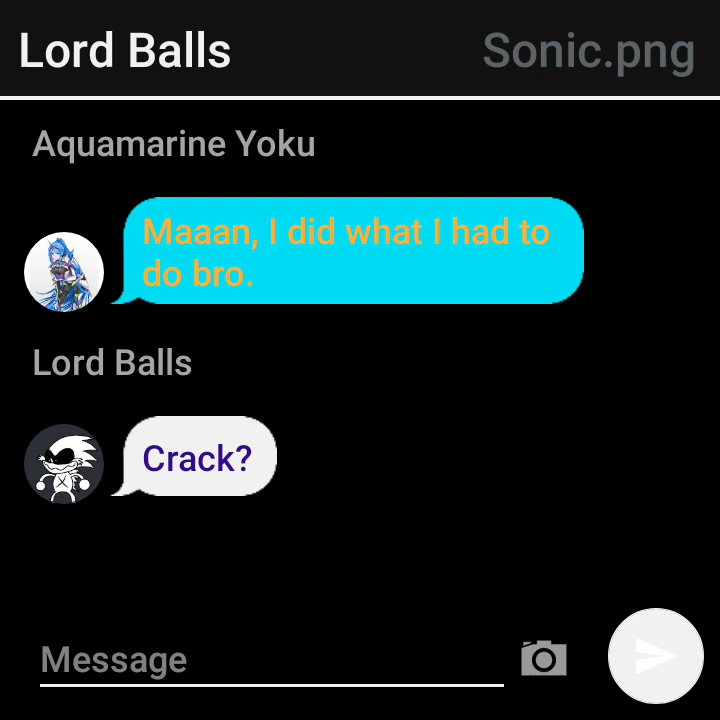 Lord Balls Sonic.png
Aquamarine Yoku
Maaan, I did what I had to
do bro.
Lord Balls
Crack?
Message